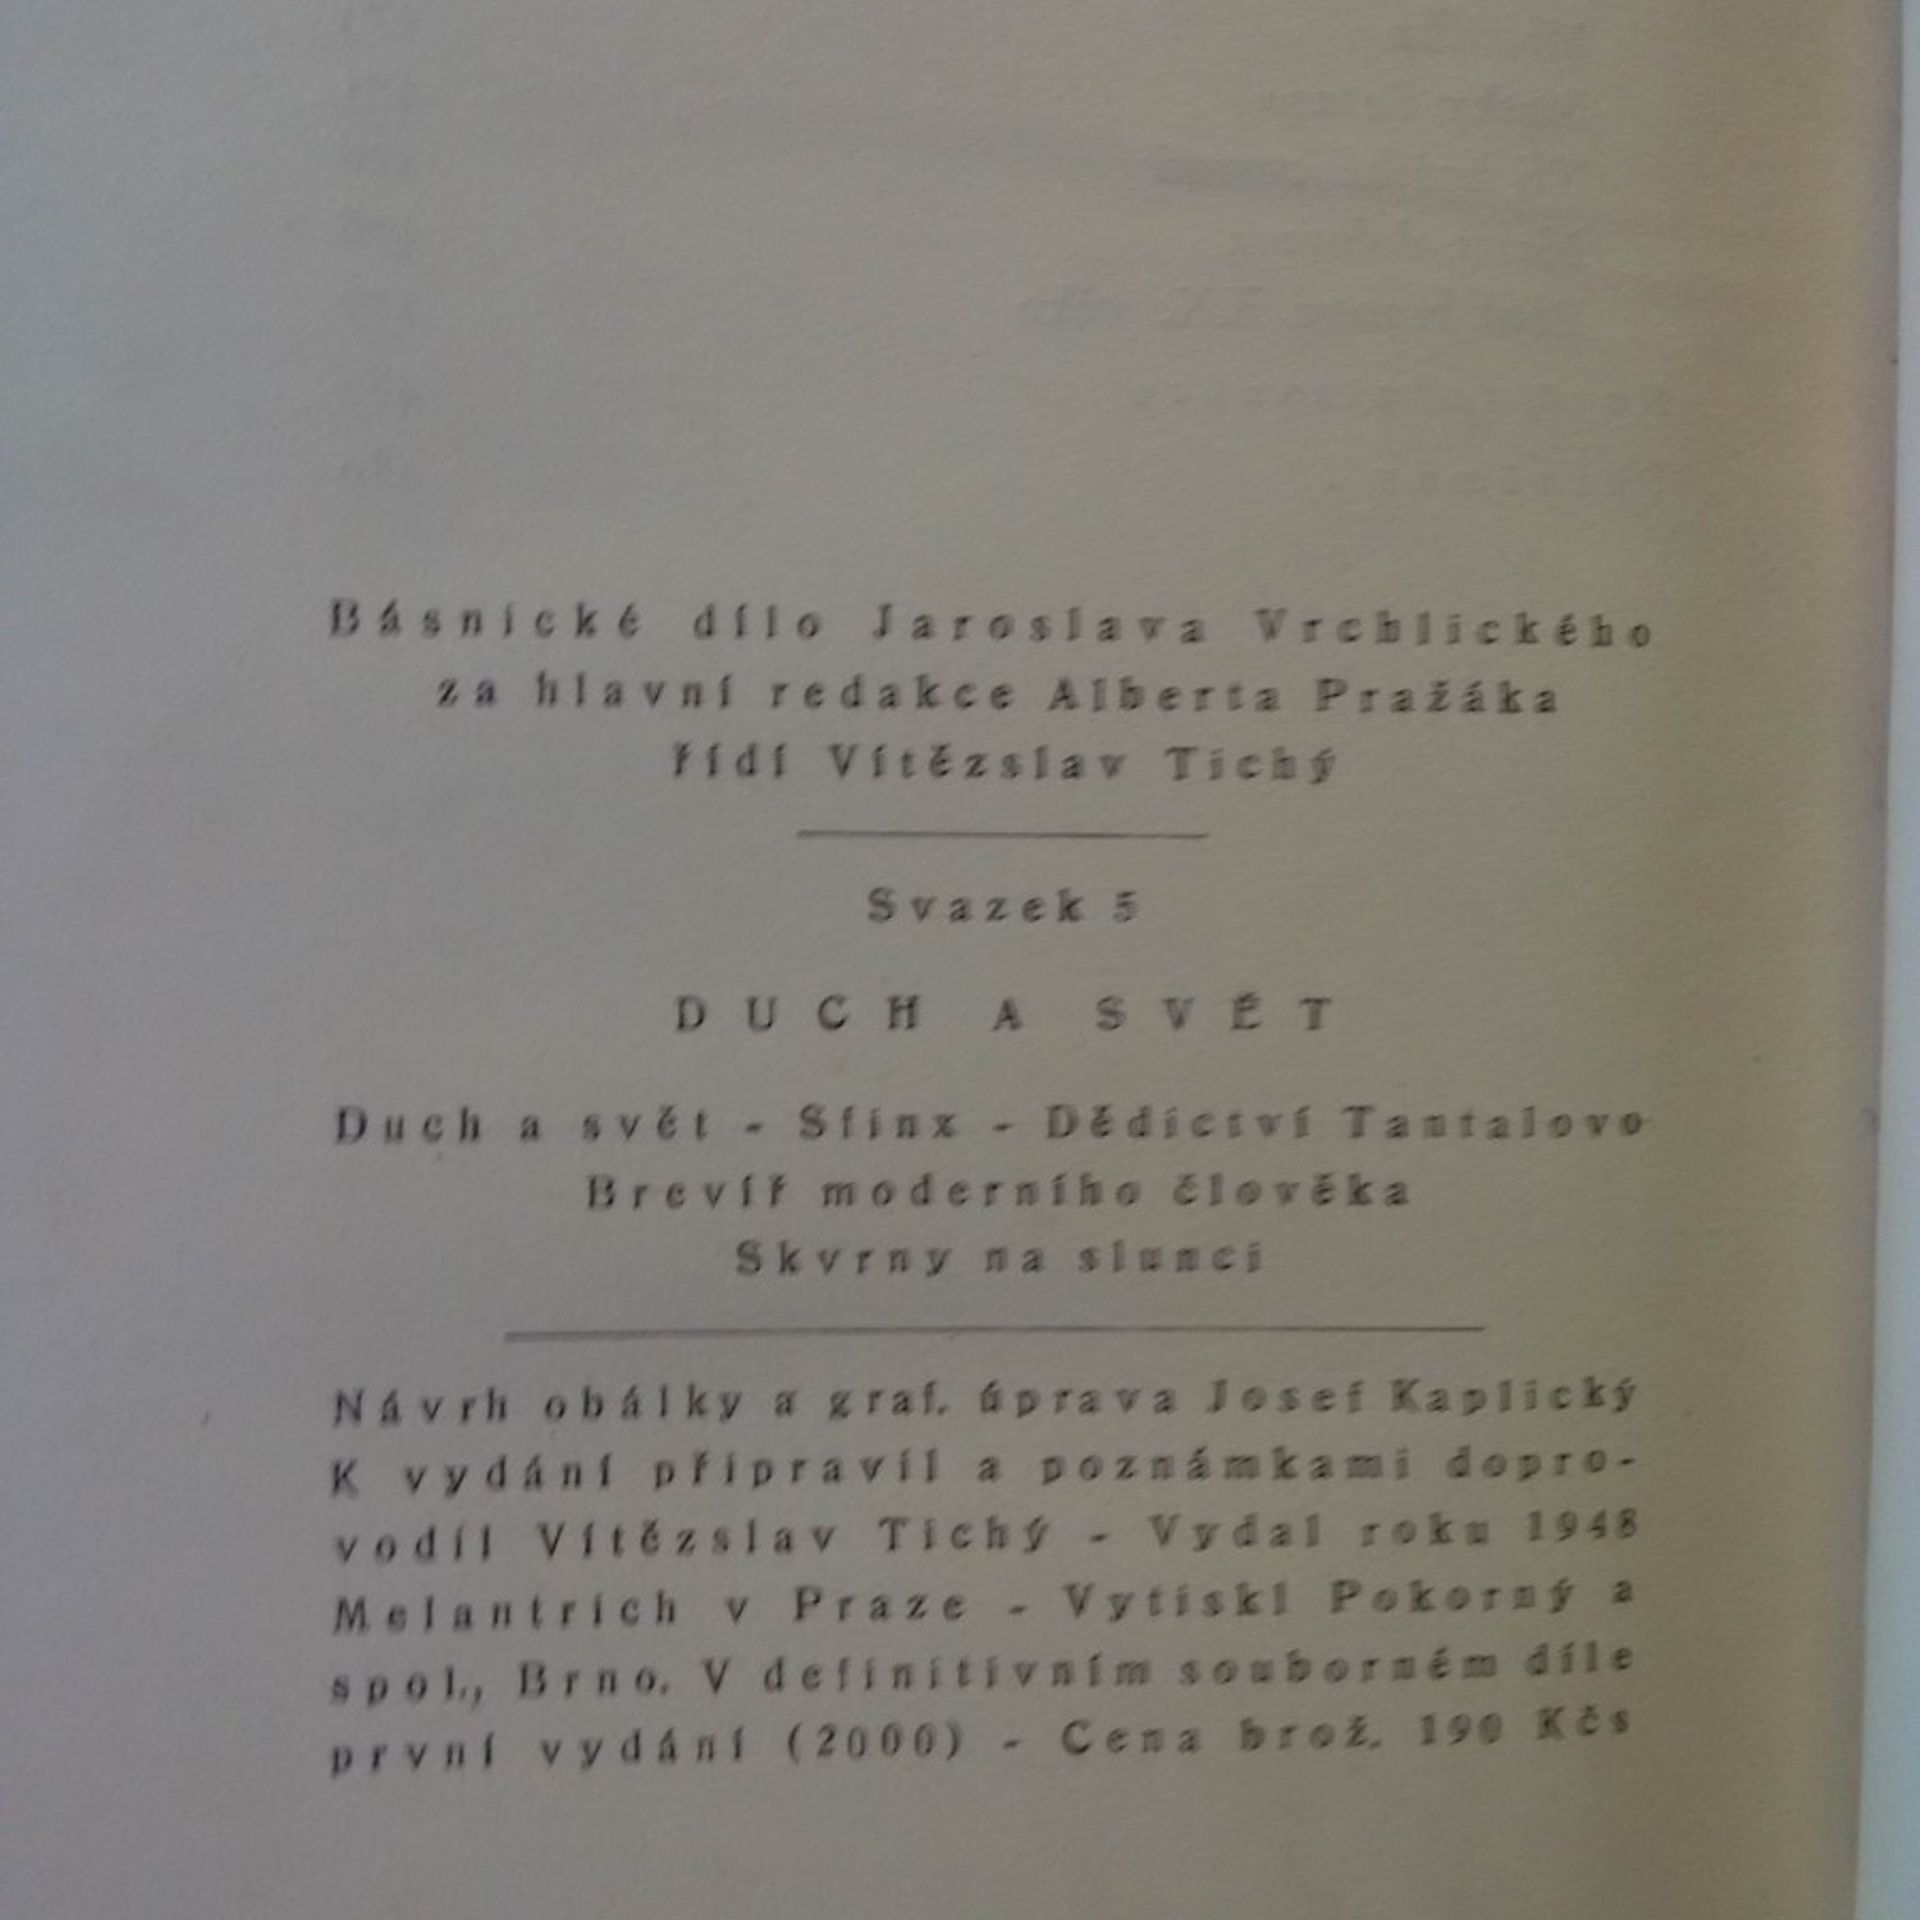 Básnické dílo Jaroslava Vrchlického
za hlavní redakce Alberta Pražáka
řídí Vítězslav Tichý
Svazek 5
DUCH A SVĚT
Duch a svět - Sfinx - Dědictví Tantalovo
Brevíř moderního člověka
Skvrny na slunci
Návrh obálky a graf. úprava Josef Kaplický
K vydání připravil a poznámkami dopro-
vodil Vítězslav Tichý - Vydal roku 1948
Melantrich v Praze - Vytiskl Pokorný a
spol., Brno. V definitivním souborném díle
první vydání (2000) - Cena brož. 190 Kčs